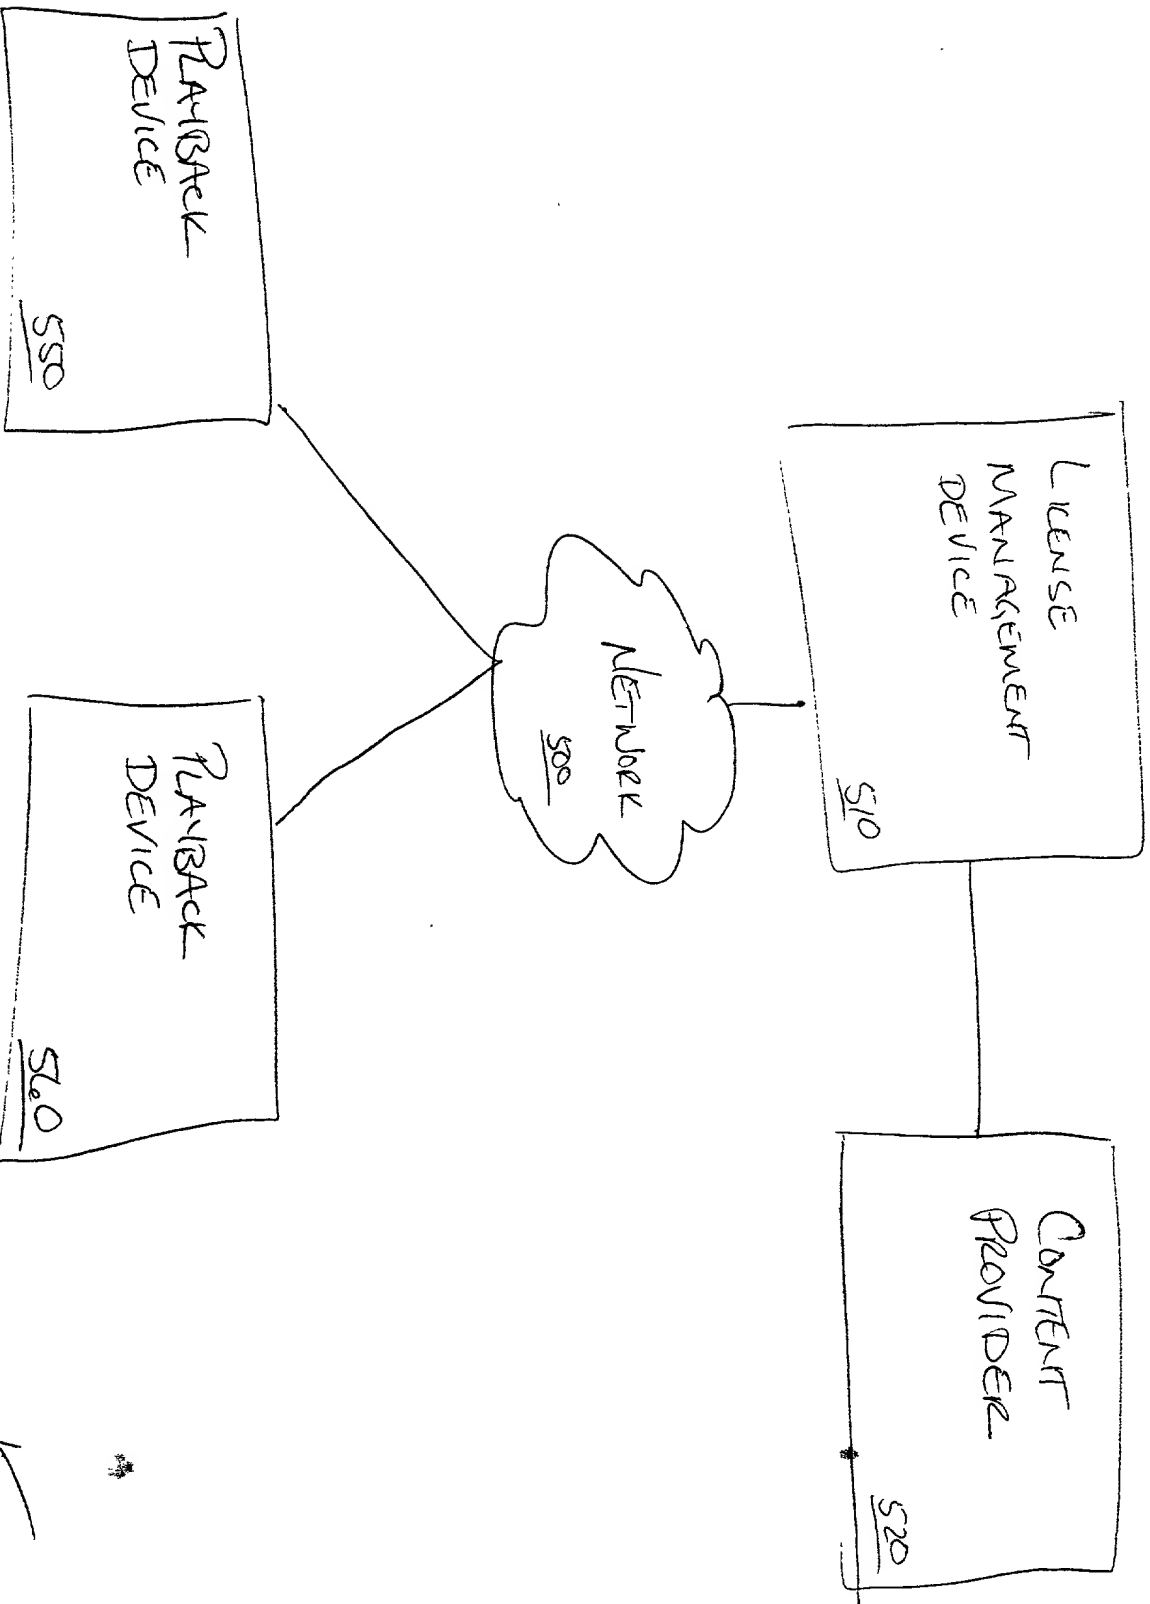 LICENSE
MANAGEMENT
DEVICE
510
CONTENT
PROVIDER
520
NETWORK
500
PLAYBACK
DEVICE
550
PLAYBACK
DEVICE
560